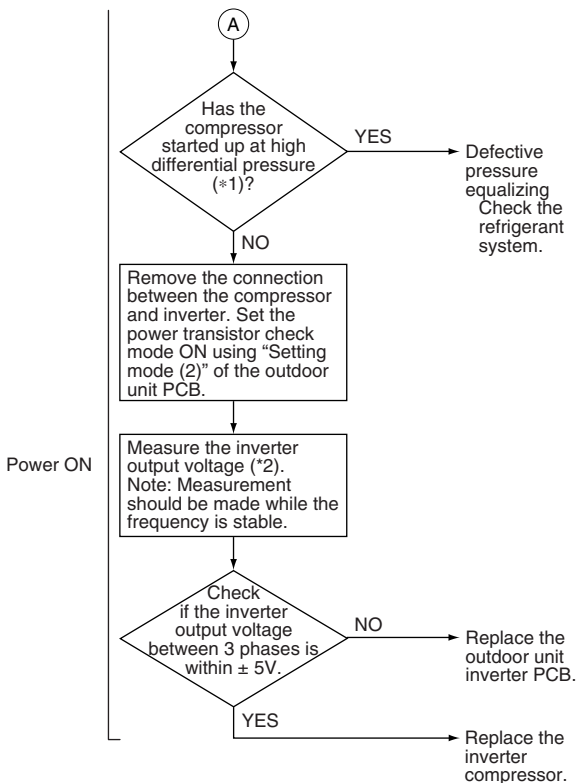 A
Has the
compressor
started up at high
differential pressure
(*1)?
YES
Defective
pressure
equalizing
Check the
refrigerant
system.
NO
Remove the connection
between the compressor
and inverter. Set the
power transistor check
mode ON using “Setting
mode (2)” of the outdoor
unit PCB.
Power ON
Measure the inverter
output voltage (*2).
Note: Measurement
should be made while the
frequency is stable.
Check
if the inverter
output voltage
between 3 phases is
within ± 5V.
NO
Replace the
outdoor unit
inverter PCB.
YES
Replace the
inverter
compressor.